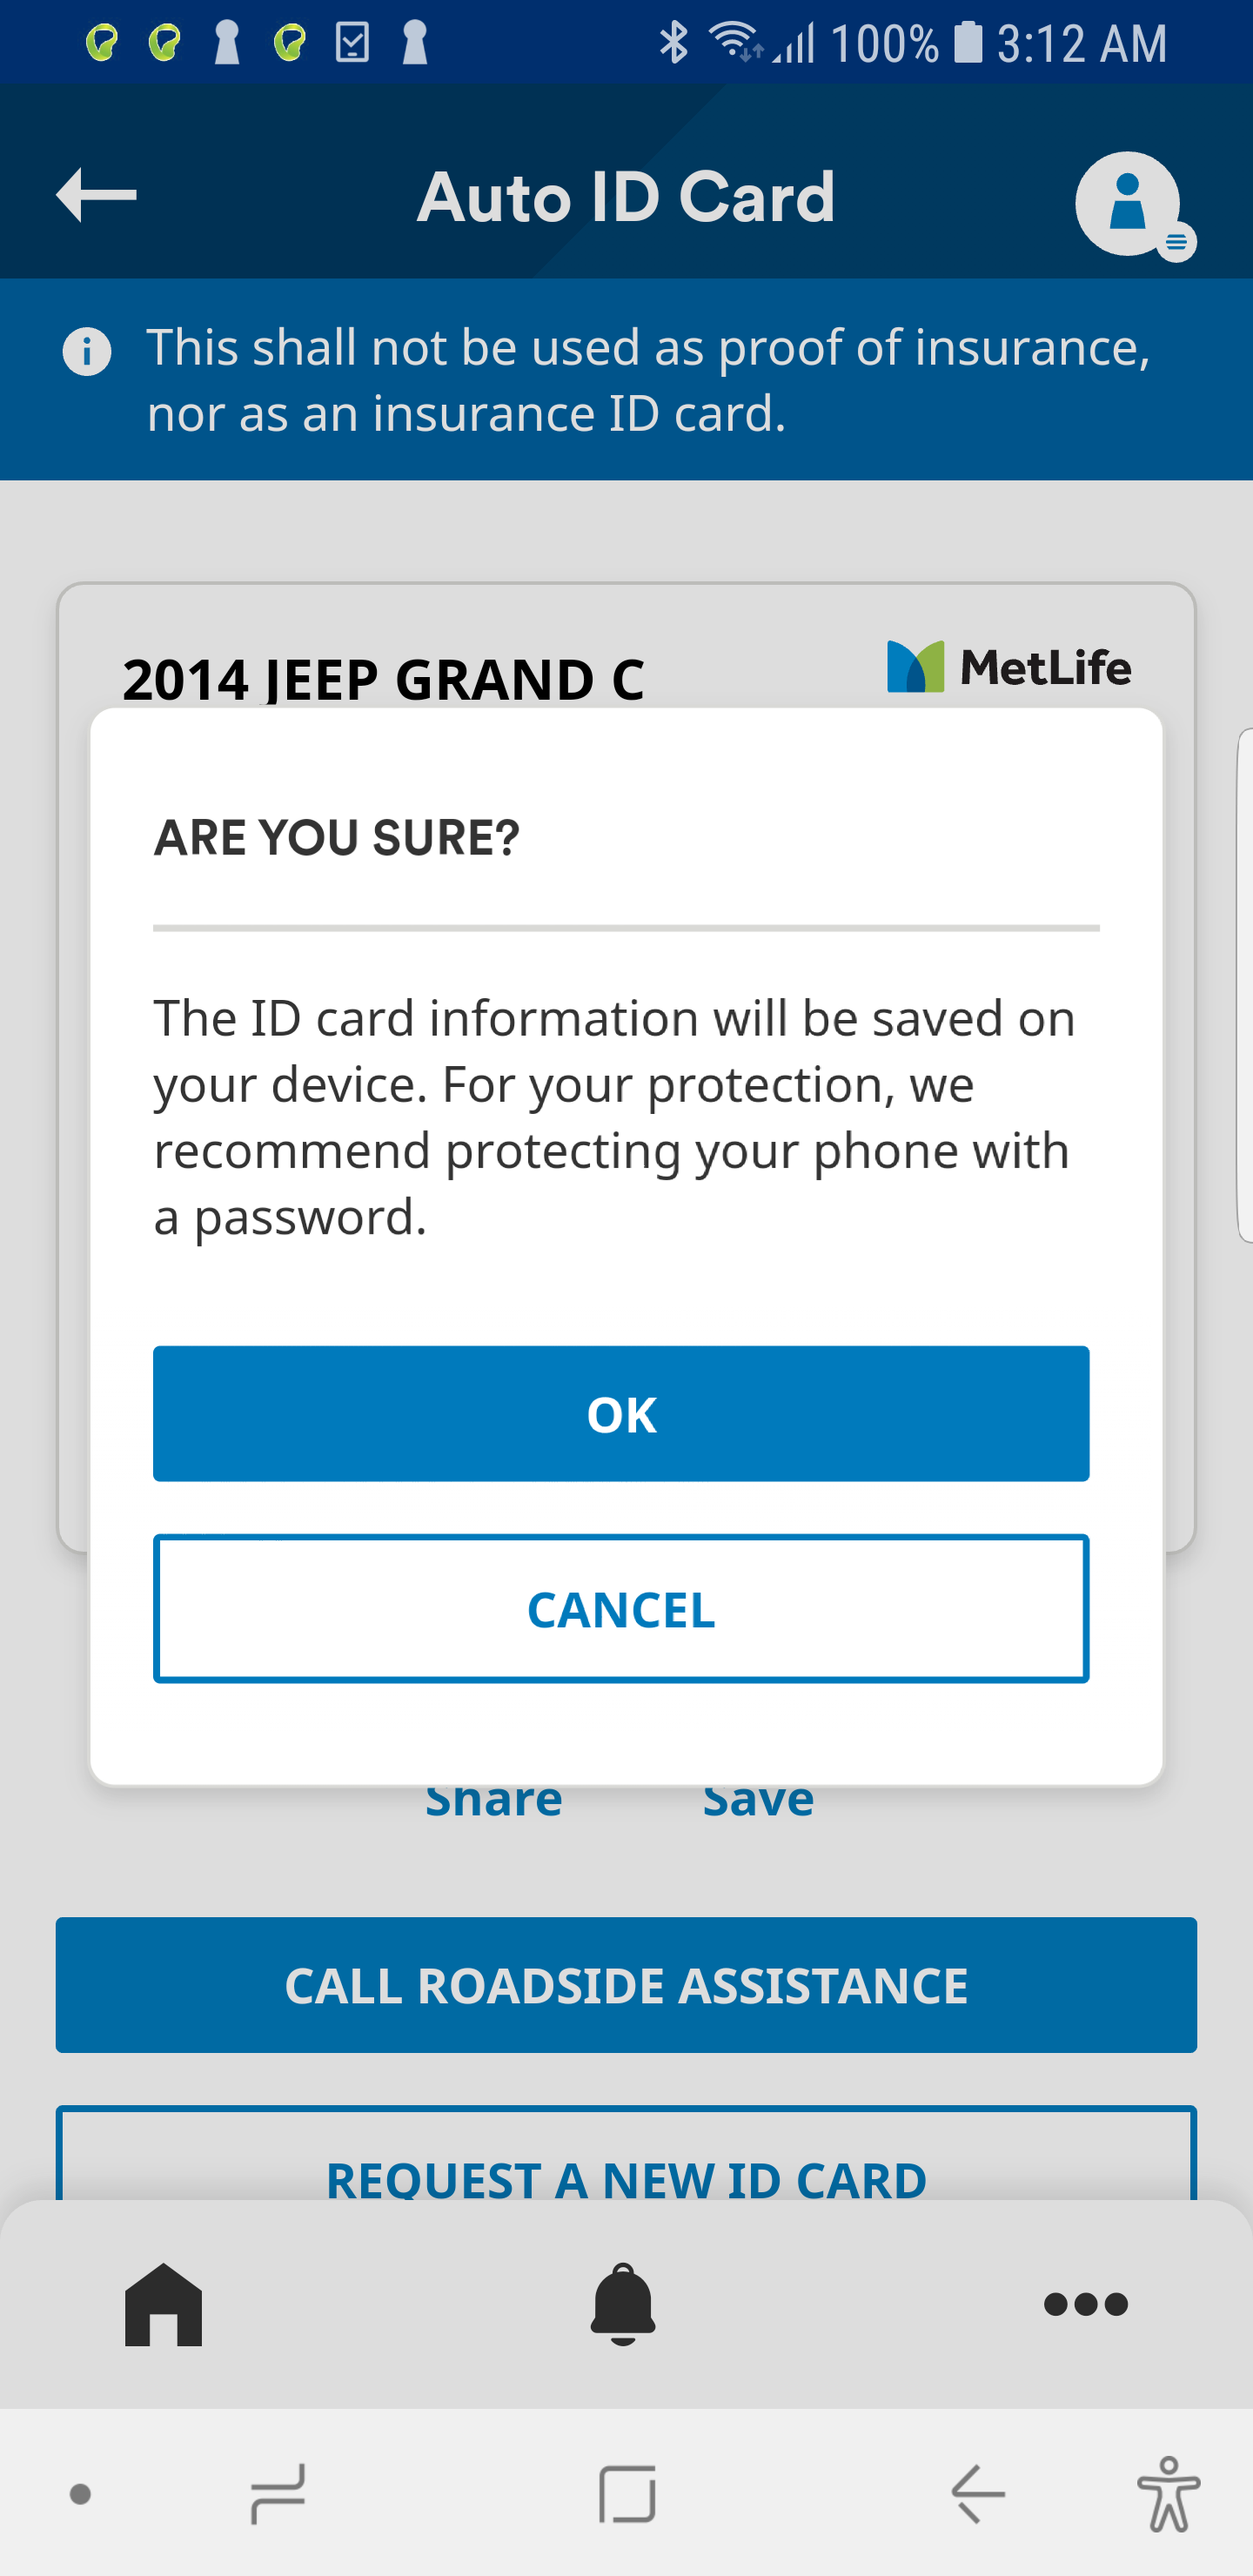 100% 3:12 AM
Auto ID Card
This shall not be used as proof of insurance,
nor as an insurance ID card.
2014 JEEP GRAND C
MetLife
ARE YOU SURE?
The ID card information will be saved on
your device. For your protection, we
recommend protecting your phone with
a password.
OK
CANCEL
Share Save
CALL ROADSIDE ASSISTANCE
REQUEST A NEW ID CARD